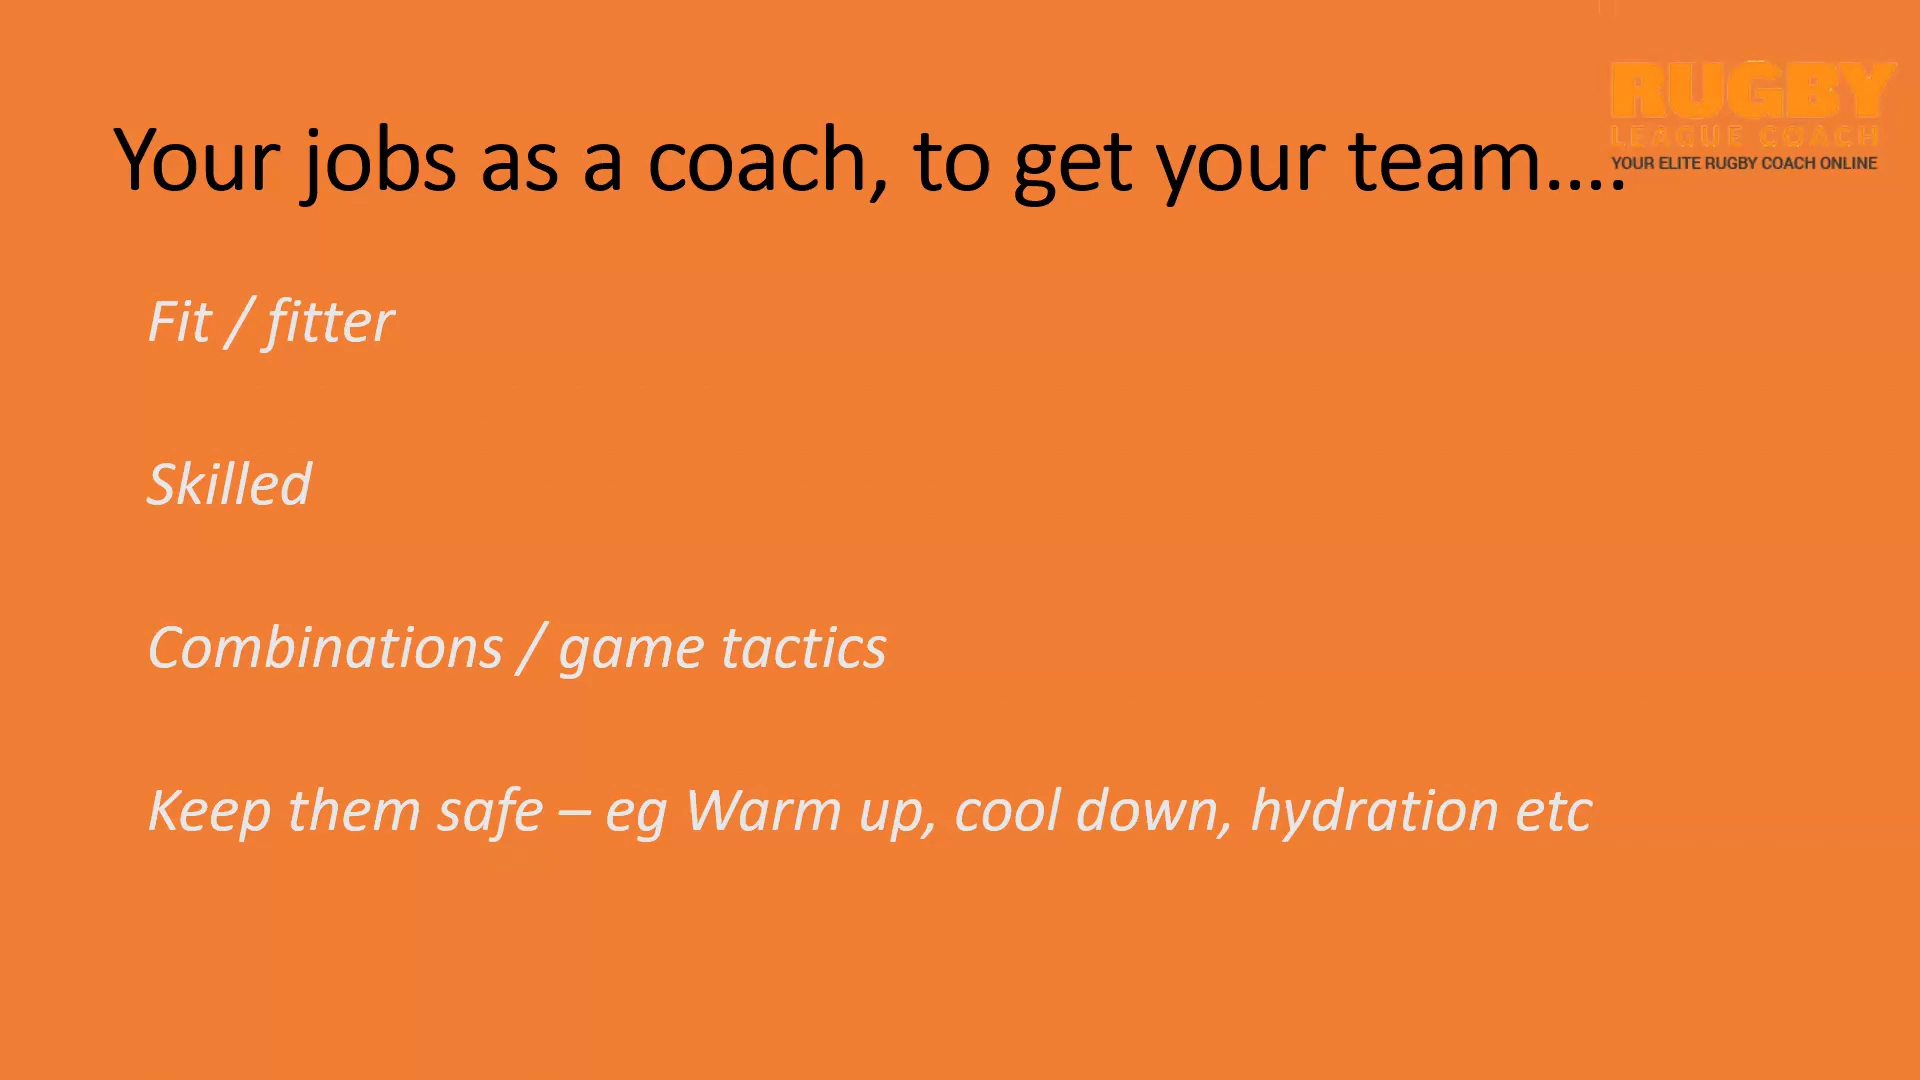 RUGBY
LEAGUE COACH
YOUR ELITE RUGBY COACH ONLINE
Your jobs as a coach, to get your team….
Fit / fitter
Skilled
Combinations / game tactics
Keep them safe – eg Warm up, cool down, hydration etc